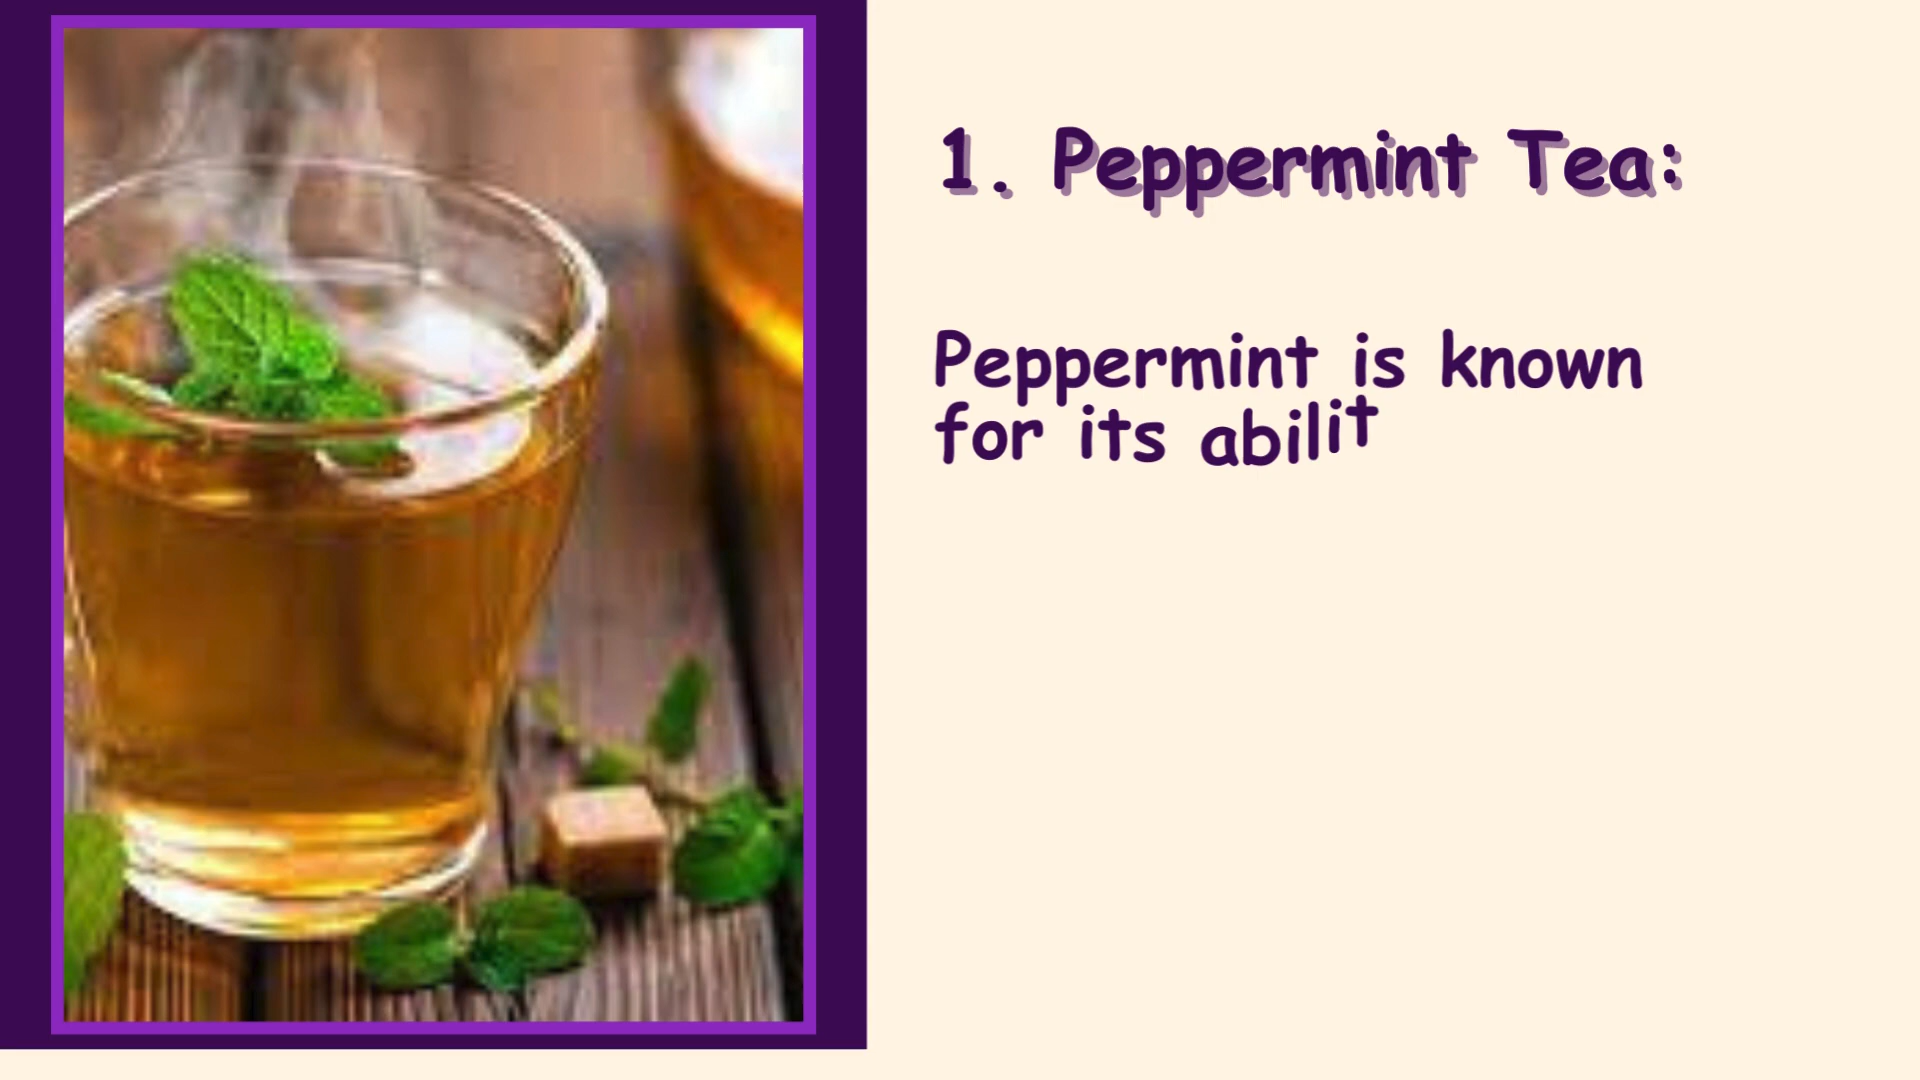 1. Peppermint Tea:
Peppermint is known
for its abilit